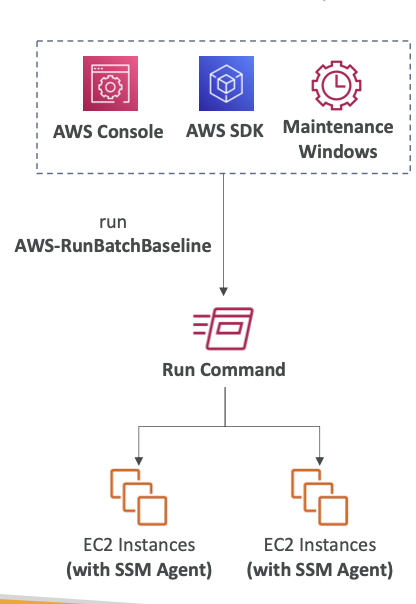 AWS Console
AWS SDK
Maintenance
Windows
run
AWS-RunBatchBaseline
Run Command
EC2 Instances
(with SSM Agent)
EC2 Instances
(with SSM Agent)